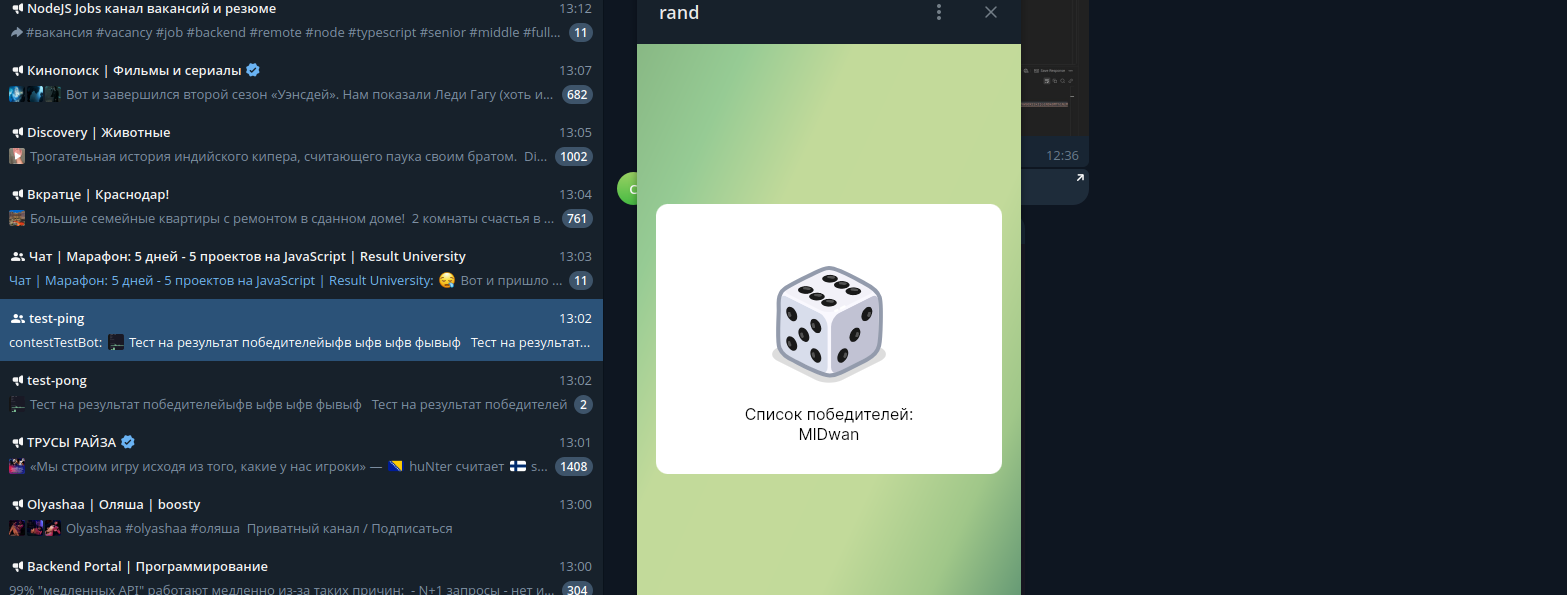 NodeJS Jobs канал вакансий и резюме 13:12
#вакансия #vacancy #job #backend #remote #node #typescript #senior #middle #full... 11
Кинопоиск | Фильмы и сериалы 13:07
Вот и завершился второй сезон «Уэнсдей». Нам показали Леди Гагу (хоть и... 682
Discovery | Животные 13:05
Трогательная история индийского кипера, считающего паука своим братом. Di... 1002
Вкратце | Краснодар! 13:04
Большие семейные квартиры с ремонтом в сданном доме! 2 комнаты счастья в ... 761
Чат | Марафон: 5 дней - 5 проектов на JavaScript | Result University 13:03
Чат | Марафон: 5 дней - 5 проектов на JavaScript | Result University: Вот и пришло ... 11
test-ping 13:02
contestTestBot: Тест на результат победителейыфв ыфв ыфв фывыф Тест на результат...
test-pong 13:02
Тест на результат победителейыфв ыфв ыфв фывыф Тест на результат победителей 2
ТРУСЫ РАЙЗА 13:01
«Мы строим игру исходя из того, какие у нас игроки» — huNter считает s... 1408
Olyashaa | Оляша | boosty 13:00
Olyashaa #olyashaa #оляша Приватный канал / Подписаться
Backend Portal | Программирование 13:00
99% "медленных API" работают медленно из-за таких причин: - N+1 запросы - нет и... 304
rand
Список победителей:
MIDwan
12:36